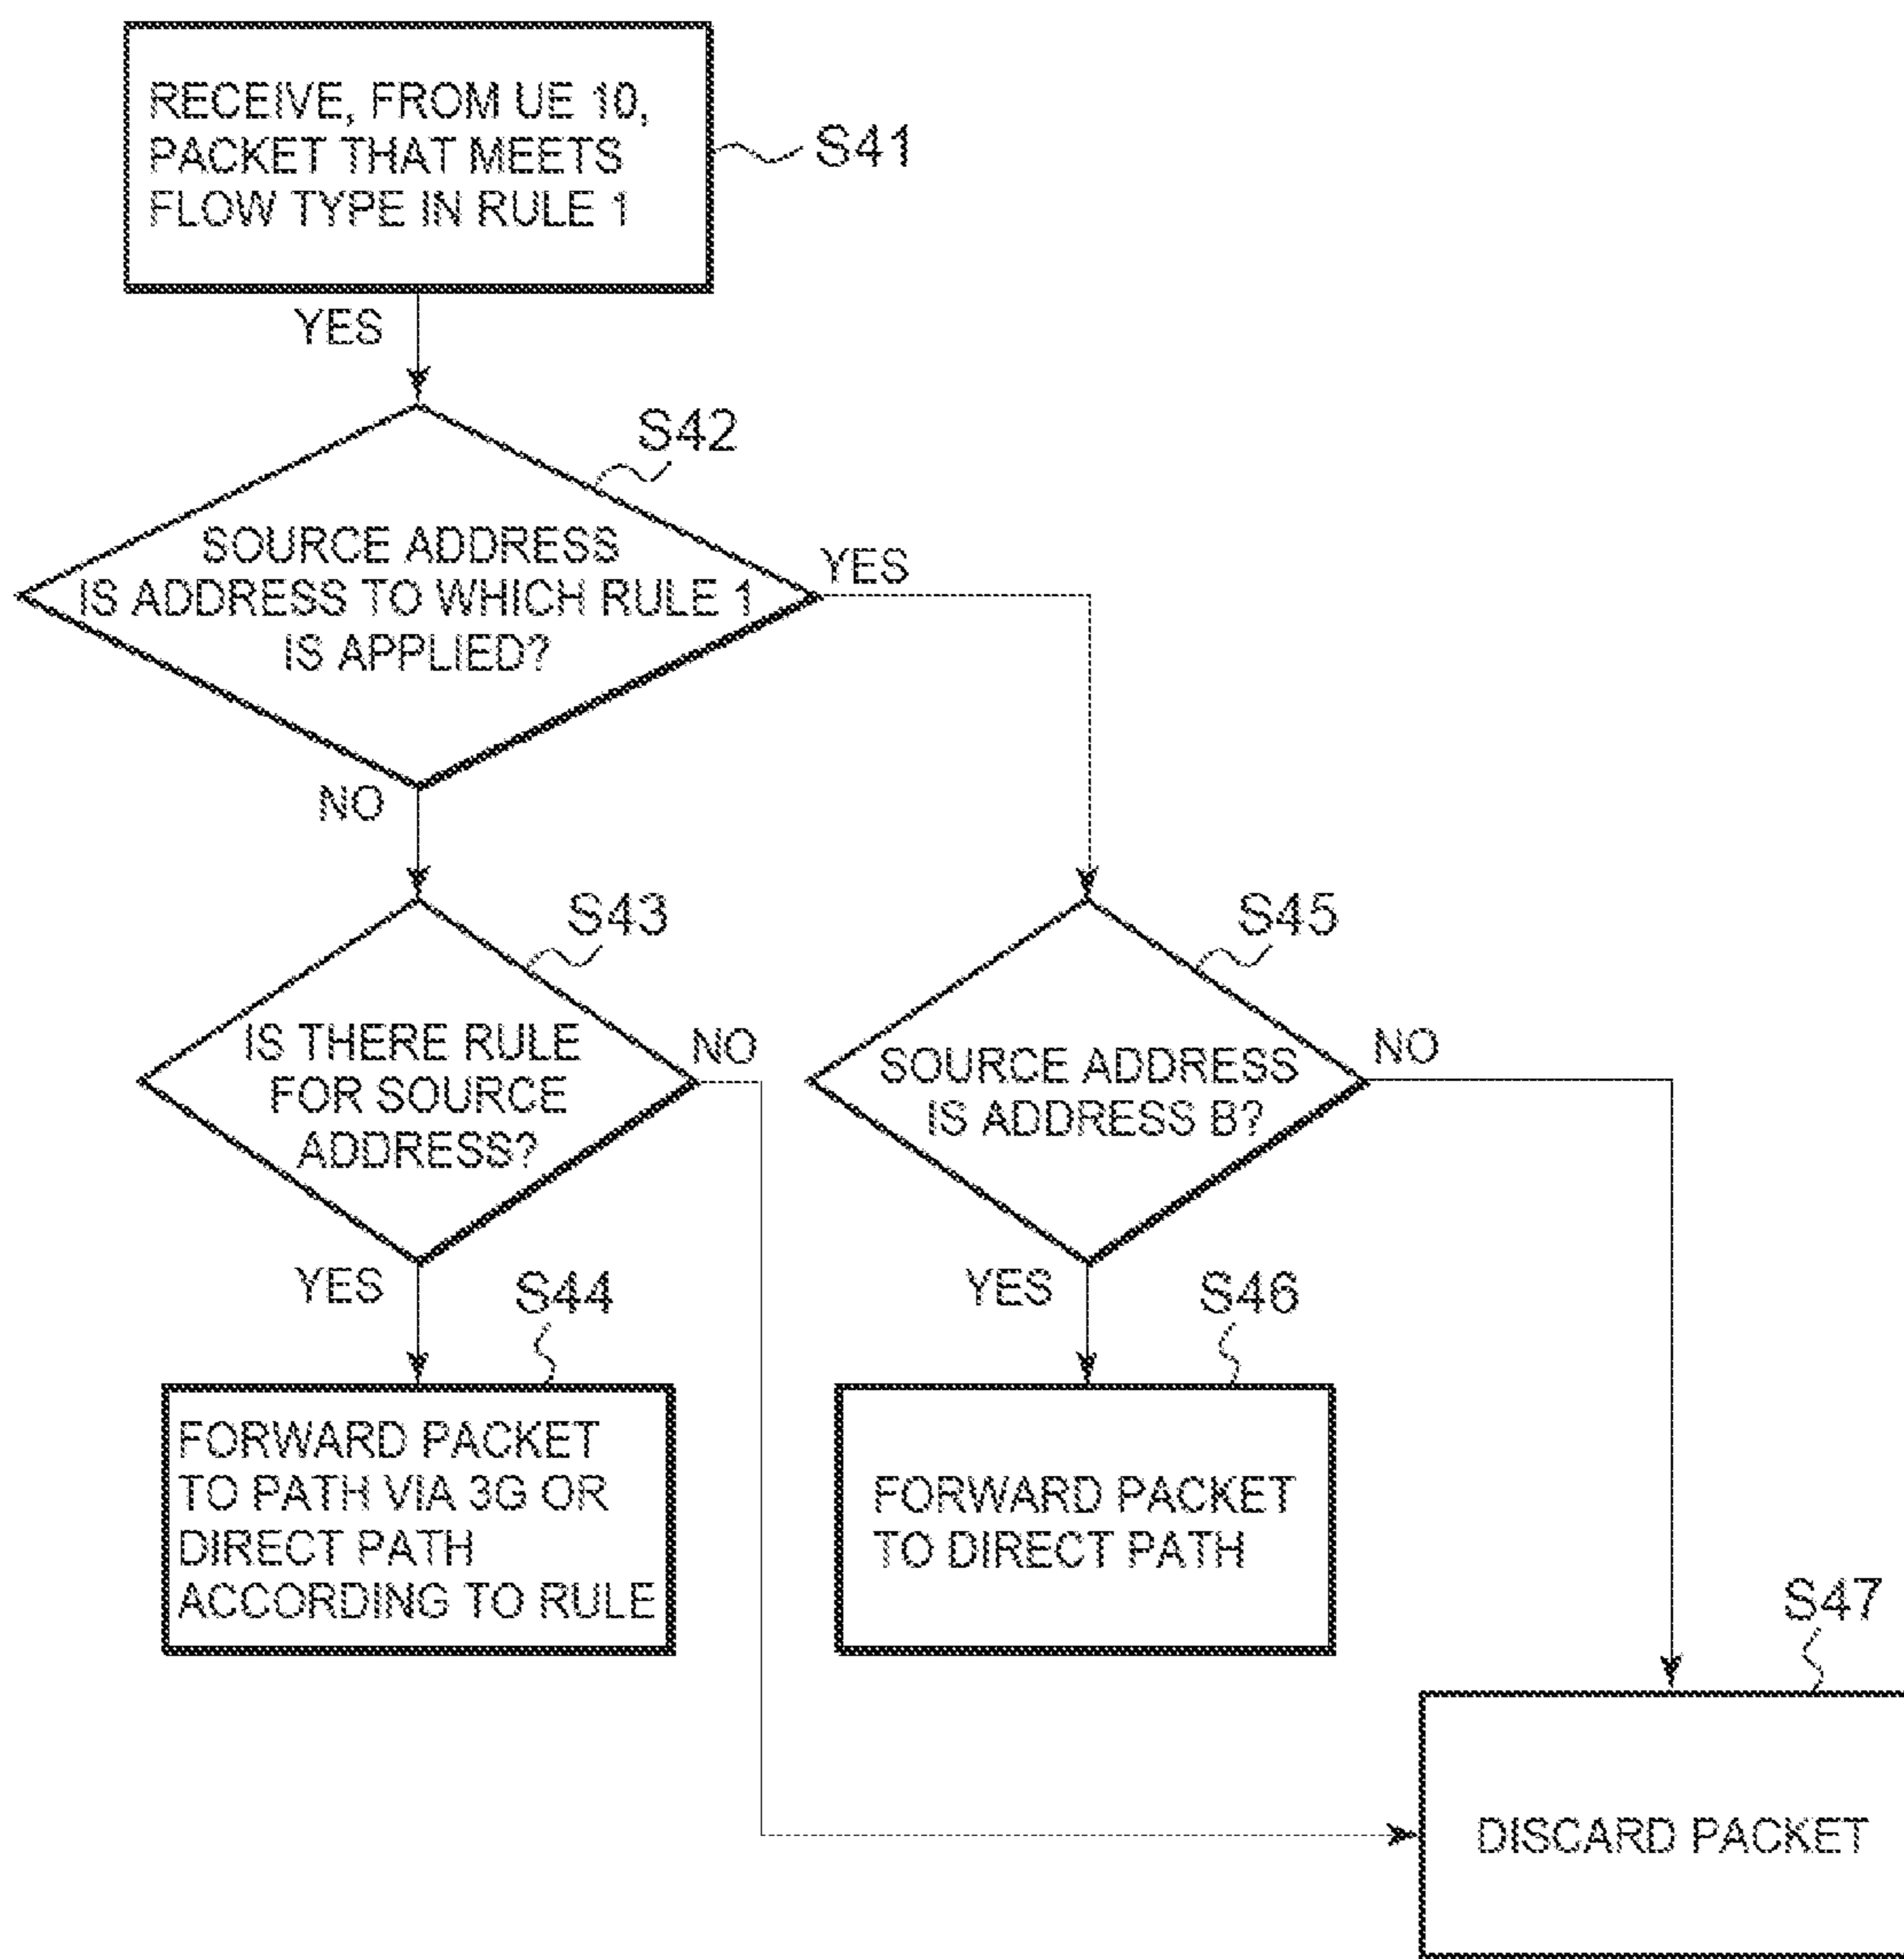 RECEIVE, FROM UE 10,
PACKET THAT MEETS
FLOW TYPE IN RULE 1
S41
YES
S42
SOURCE ADDRESS
IS ADDRESS TO WHICH RULE 1
IS APPLIED?
YES
NO
S43
IS THERE RULE
FOR SOURCE
ADDRESS?
NO
YES
S45
SOURCE ADDRESS
IS ADDRESS B?
NO
YES
S44
FORWARD PACKET
TO PATH VIA 3G OR
DIRECT PATH
ACCORDING TO RULE
S46
FORWARD PACKET
TO DIRECT PATH
S47
DISCARD PACKET